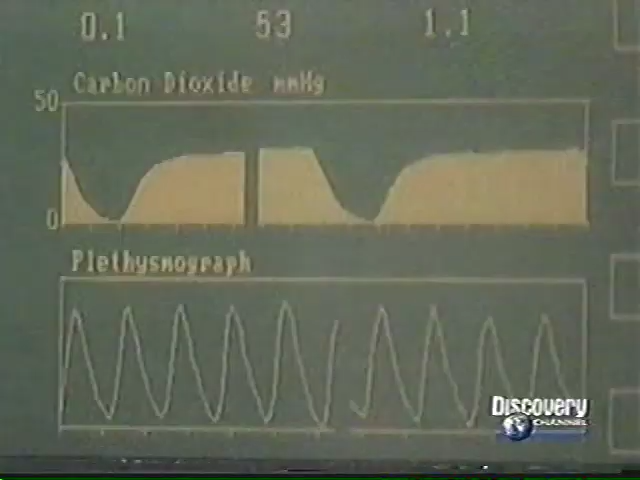 0.1 53 1.1
Carbon Dioxide mmHg
50
0
Plethysmograph
Discovery
CHANNEL